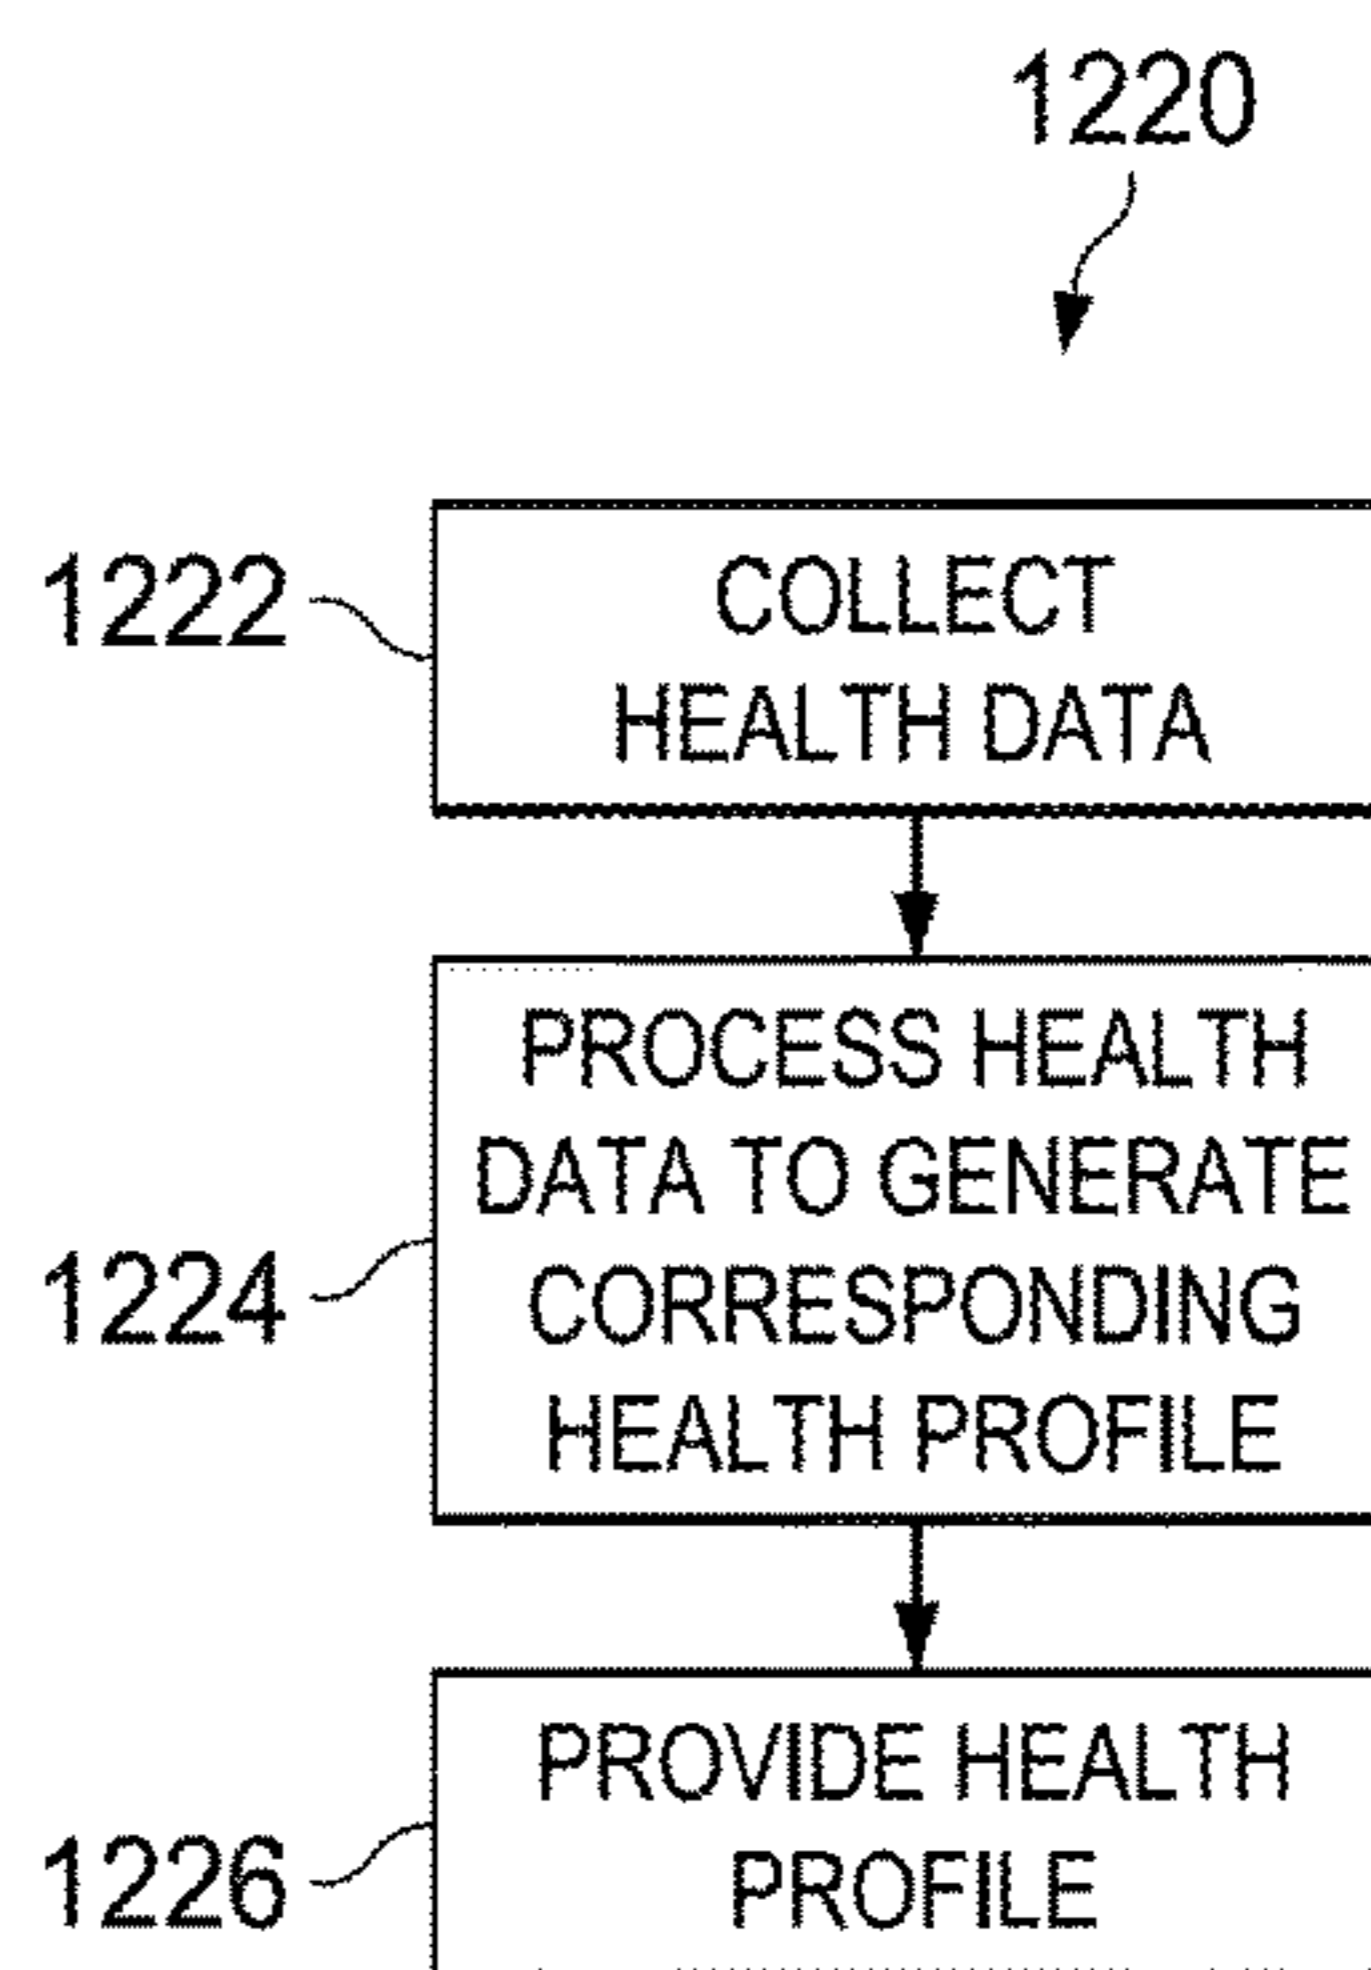 1220
1222
COLLECT
HEALTH DATA
1224
PROCESS HEALTH
DATA TO GENERATE
CORRESPONDING
HEALTH PROFILE
1226
PROVIDE HEALTH
PROFILE